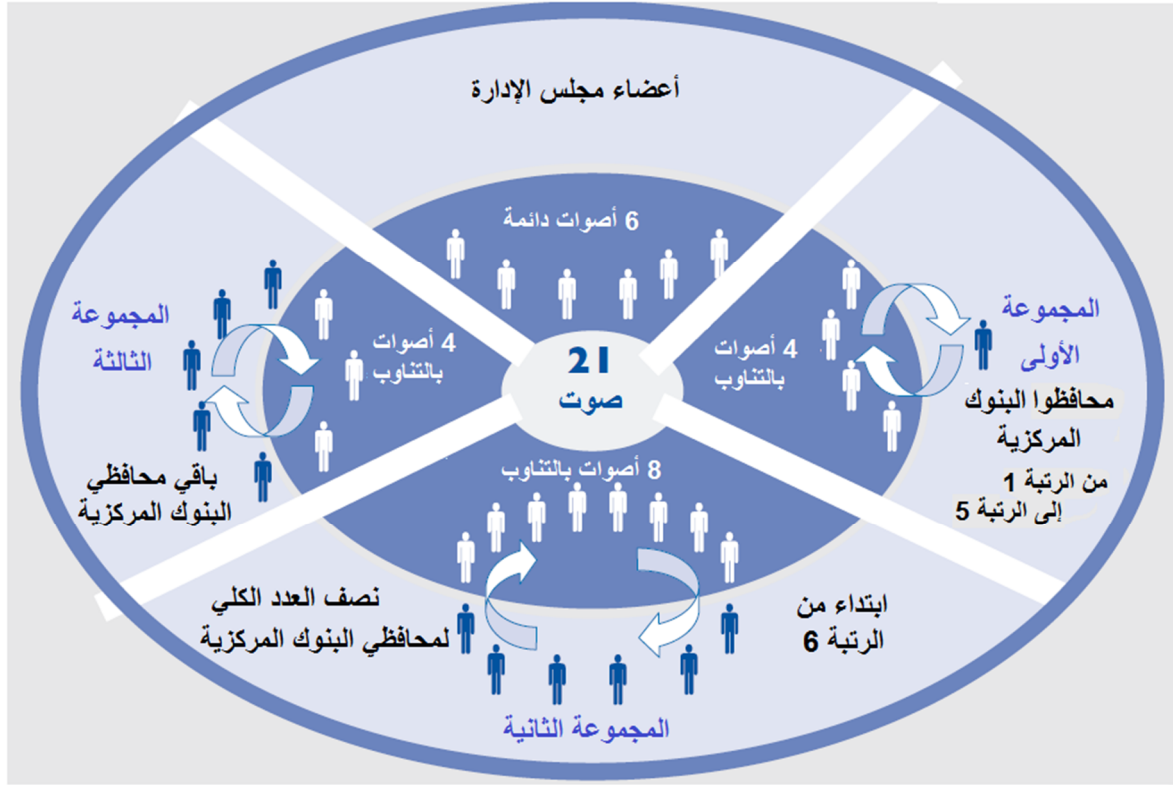 أعضاء مجلس الإدارة
6 أصوات دائمة
المجموعة
الأولى
محافظوا البنوك
المركزية
من الرتبة 1
إلى الرتبة 5
4 أصوات
بالتناوب
21
صوت
4 أصوات
بالتناوب
المجموعة
الثالثة
باقي محافظي
البنوك المركزية
8 أصوات بالتناوب
ابتداء من
الرتبة 6
نصف العدد الكلي
لمحافظي البنوك المركزية
المجموعة الثانية